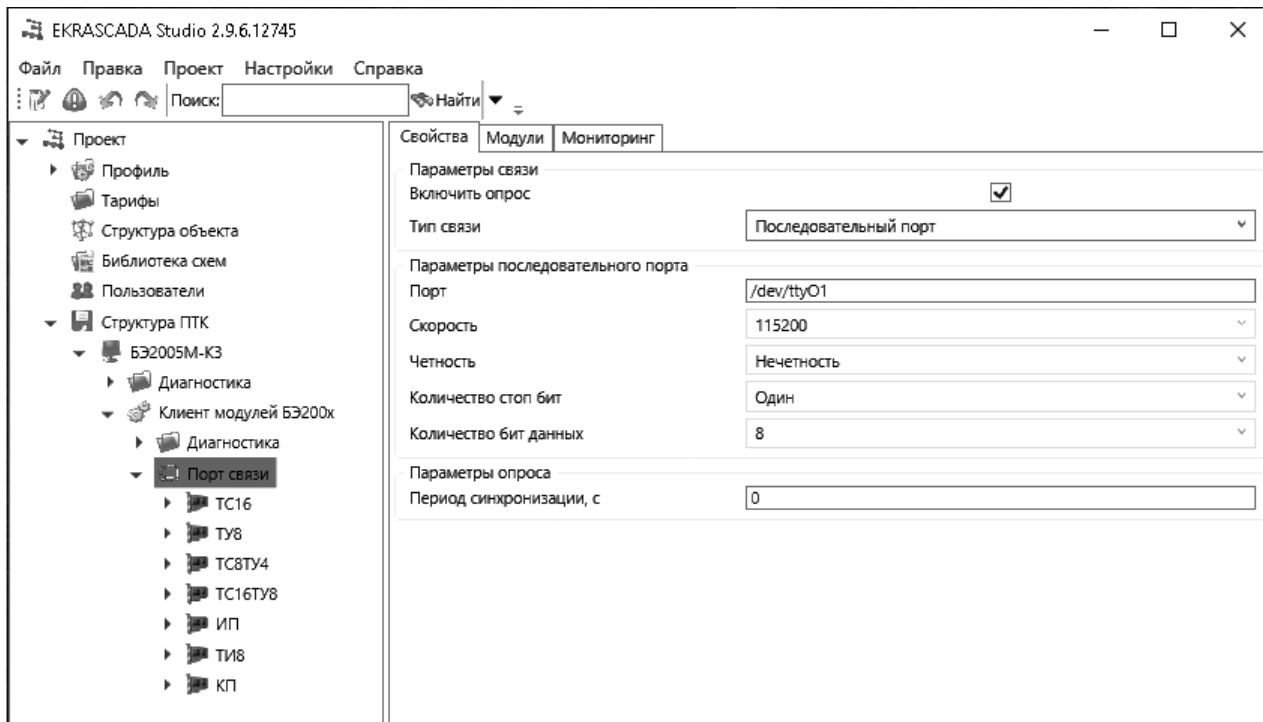 EKRASCADA Studio 2.9.6.12745
Файл Правка Проект Настройки Справка
Поиск: Найти
Проект
Профиль
Тарифы
Структура объекта
Библиотека схем
Пользователи
Структура ПТК
БЭ2005М-К3
Диагностика
Клиент модулей БЭ200x
Диагностика
Порт связи
ТС16
ТУ8
ТС8ТУ4
ТС16ТУ8
ИП
ТИ8
КП
Свойства Модули Мониторинг
Параметры связи
Включить опрос
Тип связи Последовательный порт
Параметры последовательного порта
Порт /dev/ttyO1
Скорость 115200
Четность Нечетность
Количество стоп бит Один
Количество бит данных 8
Параметры опроса
Период синхронизации, с 0